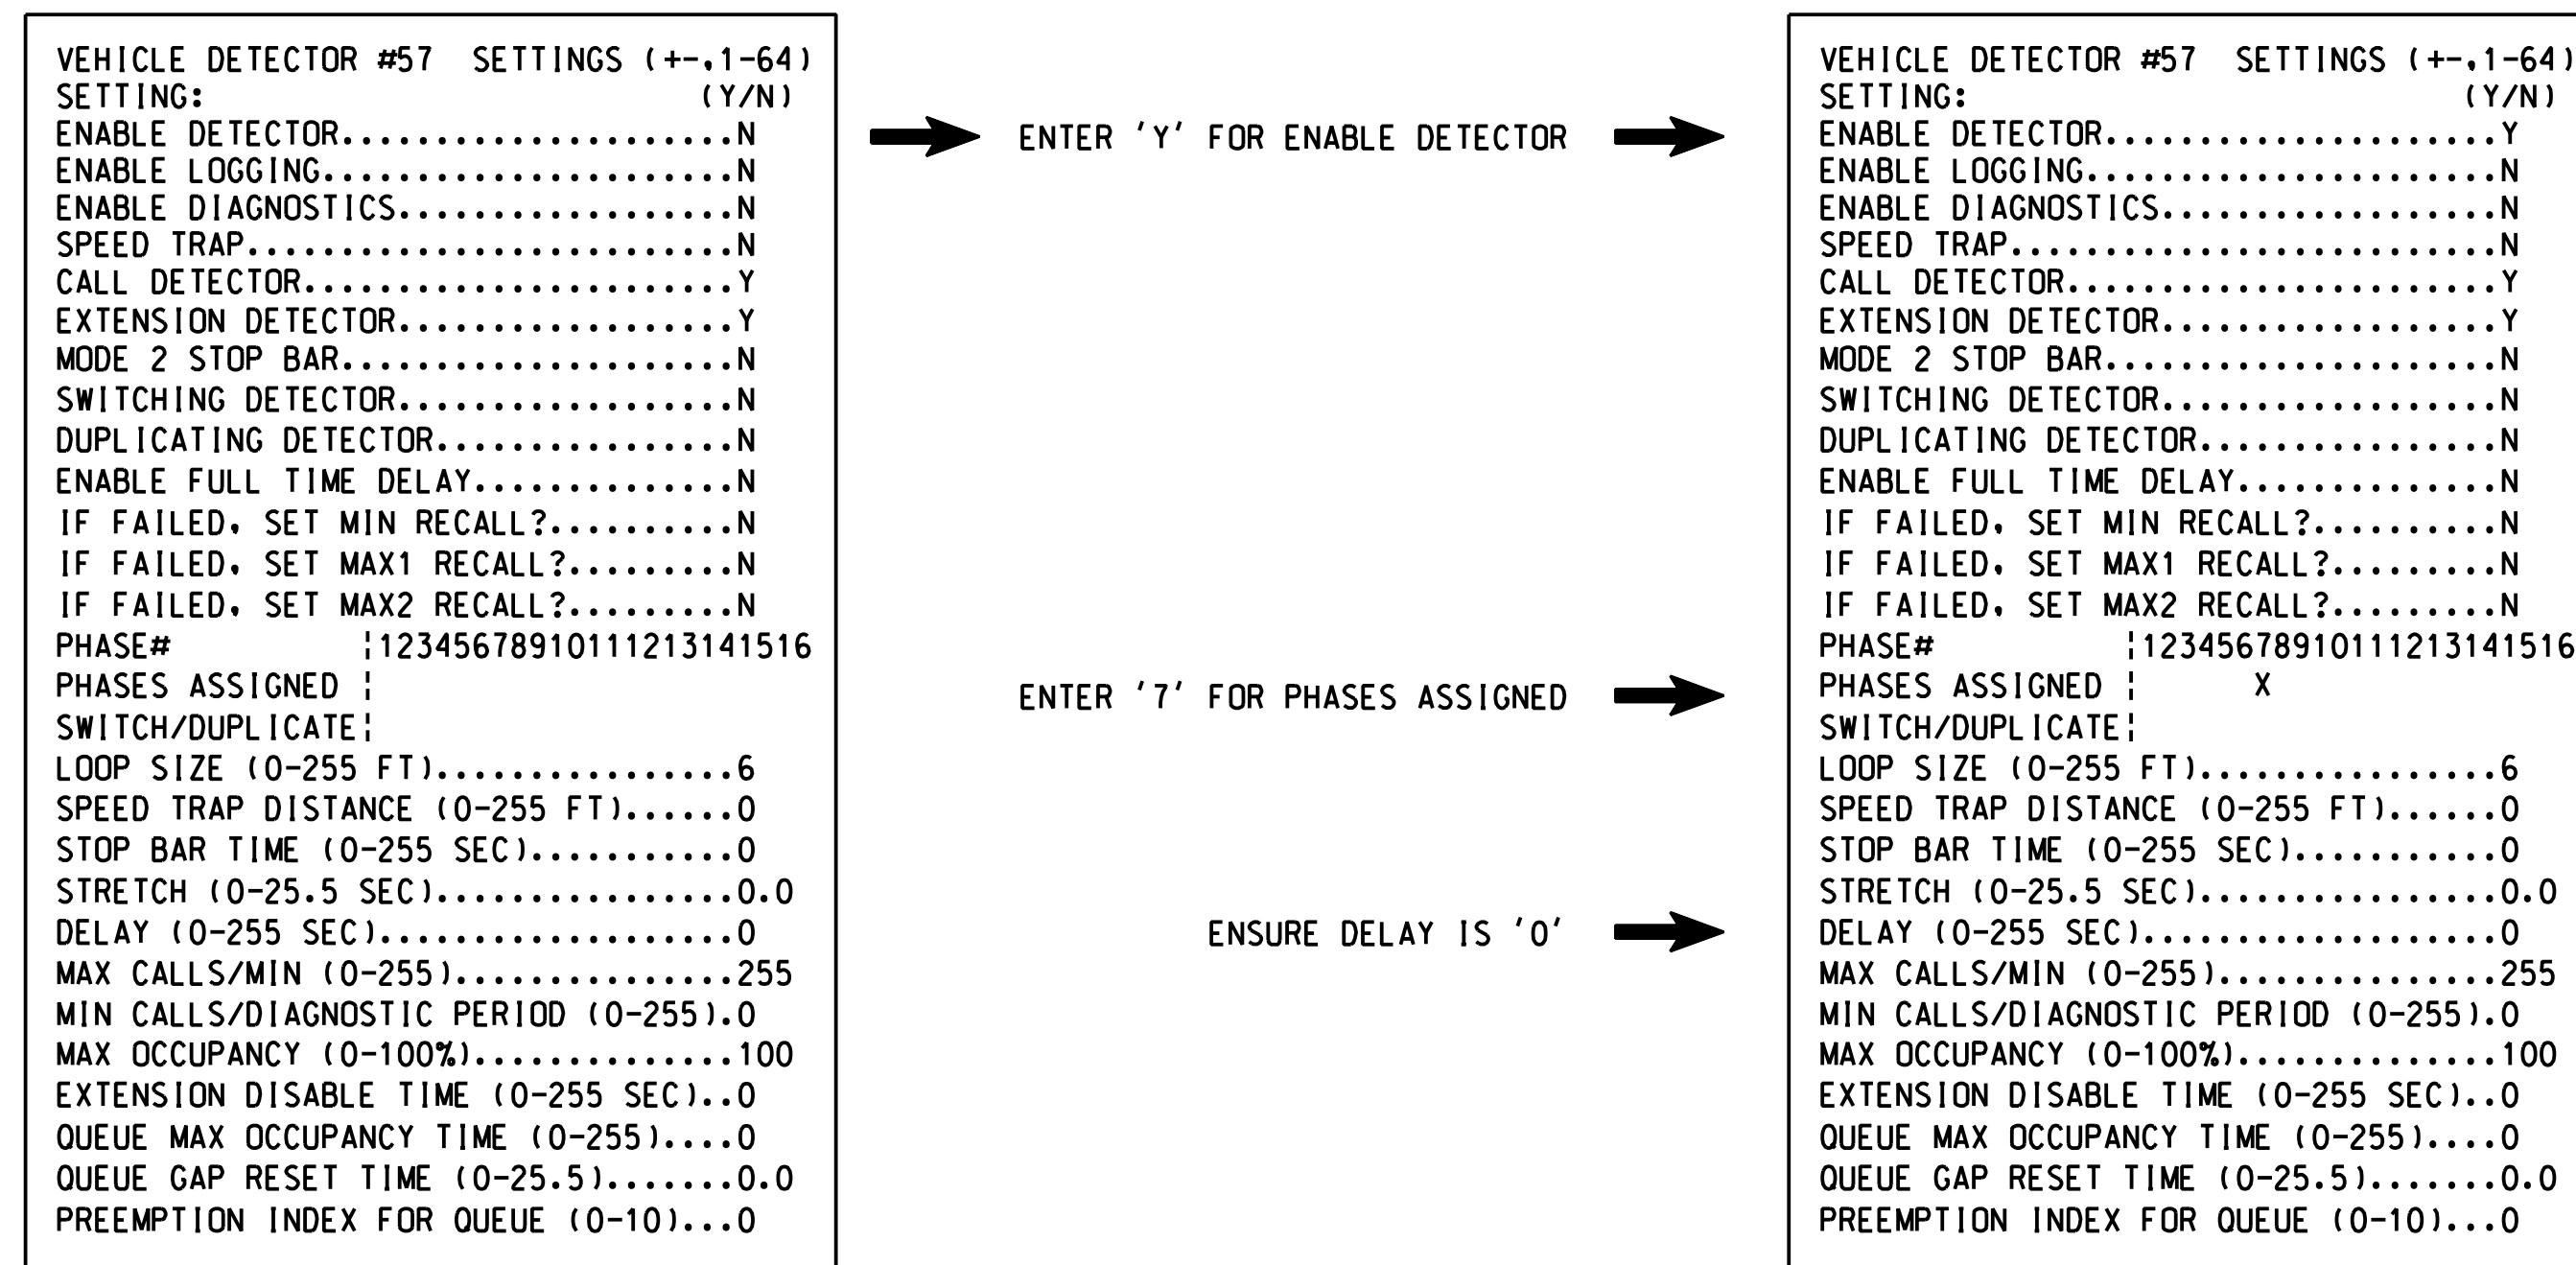 VEHICLE DETECTOR #57  SETTINGS (+-,1-64)
SETTING:                          (Y/N)
ENABLE DETECTOR.....................N
ENABLE LOGGING......................N
ENABLE DIAGNOSTICS..................N
SPEED TRAP..........................N
CALL DETECTOR.......................Y
EXTENSION DETECTOR..................Y
MODE 2 STOP BAR.....................N
SWITCHING DETECTOR..................N
DUPLICATING DETECTOR................N
ENABLE FULL TIME DELAY..............N
IF FAILED, SET MIN RECALL?..........N
IF FAILED, SET MAX1 RECALL?.........N
IF FAILED, SET MAX2 RECALL?.........N
PHASE#          |12345678910111213141516
PHASES ASSIGNED |
SWITCH/DUPLICATE|
LOOP SIZE (0-255 FT)................6
SPEED TRAP DISTANCE (0-255 FT)......0
STOP BAR TIME (0-255 SEC)...........0
STRETCH (0-25.5 SEC)................0.0
DELAY (0-255 SEC)...................0
MAX CALLS/MIN (0-255)...............255
MIN CALLS/DIAGNOSTIC PERIOD (0-255).0
MAX OCCUPANCY (0-100%)..............100
EXTENSION DISABLE TIME (0-255 SEC)..0
QUEUE MAX OCCUPANCY TIME (0-255)....0
QUEUE GAP RESET TIME (0-25.5).......0.0
PREEMPTION INDEX FOR QUEUE (0-10)...0
ENTER 'Y' FOR ENABLE DETECTOR
ENTER '7' FOR PHASES ASSIGNED
ENSURE DELAY IS '0'
VEHICLE DETECTOR #57  SETTINGS (+-,1-64)
SETTING:                          (Y/N)
ENABLE DETECTOR.....................Y
ENABLE LOGGING......................N
ENABLE DIAGNOSTICS..................N
SPEED TRAP..........................N
CALL DETECTOR.......................Y
EXTENSION DETECTOR..................Y
MODE 2 STOP BAR.....................N
SWITCHING DETECTOR..................N
DUPLICATING DETECTOR................N
ENABLE FULL TIME DELAY..............N
IF FAILED, SET MIN RECALL?..........N
IF FAILED, SET MAX1 RECALL?.........N
IF FAILED, SET MAX2 RECALL?.........N
PHASE#          |12345678910111213141516
PHASES ASSIGNED |      X
SWITCH/DUPLICATE|
LOOP SIZE (0-255 FT)................6
SPEED TRAP DISTANCE (0-255 FT)......0
STOP BAR TIME (0-255 SEC)...........0
STRETCH (0-25.5 SEC)................0.0
DELAY (0-255 SEC)...................0
MAX CALLS/MIN (0-255)...............255
MIN CALLS/DIAGNOSTIC PERIOD (0-255).0
MAX OCCUPANCY (0-100%)..............100
EXTENSION DISABLE TIME (0-255 SEC)..0
QUEUE MAX OCCUPANCY TIME (0-255)....0
QUEUE GAP RESET TIME (0-25.5).......0.0
PREEMPTION INDEX FOR QUEUE (0-10)...0